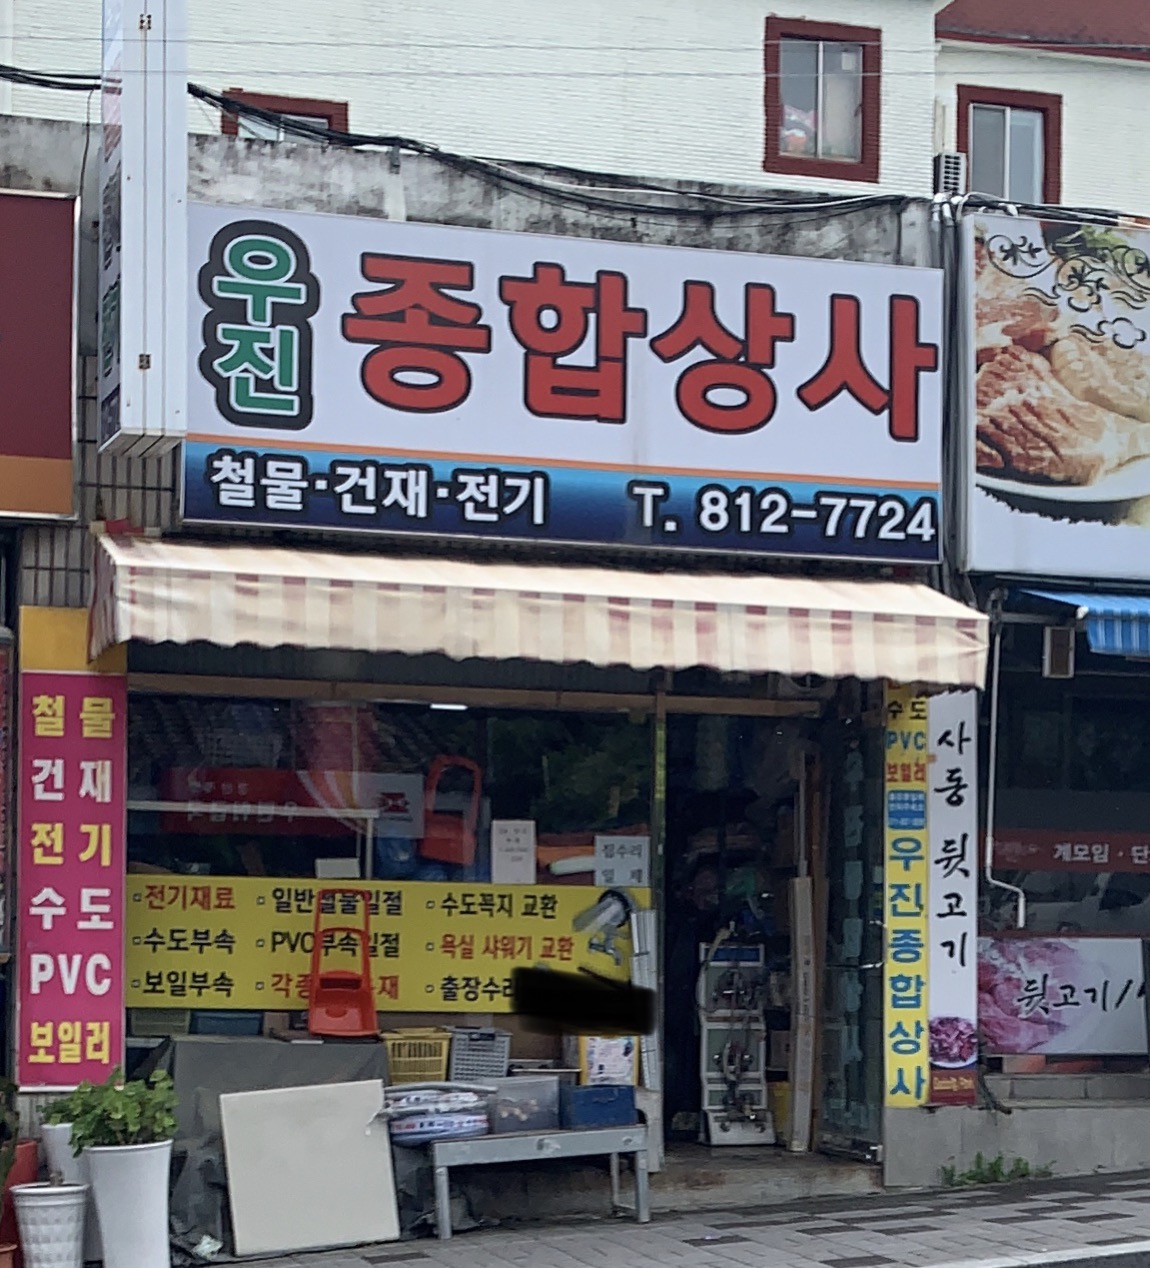 우진 종합상사
철물·건재·전기 T. 812-7724
철물
건재
전기
수도
PVC
보일러
집수리
일체
▫전기재료 ▫일반철물일절 ▫수도꼭지 교환
▫수도부속 ▫PVC부속일절 ▫욕실 샤워기 교환
▫보일부속 ▫각종 ▫출장수리
수도
PVC
보일러
우진종합상사
사동 뒷고기
계모임 · 단
뒷고기/